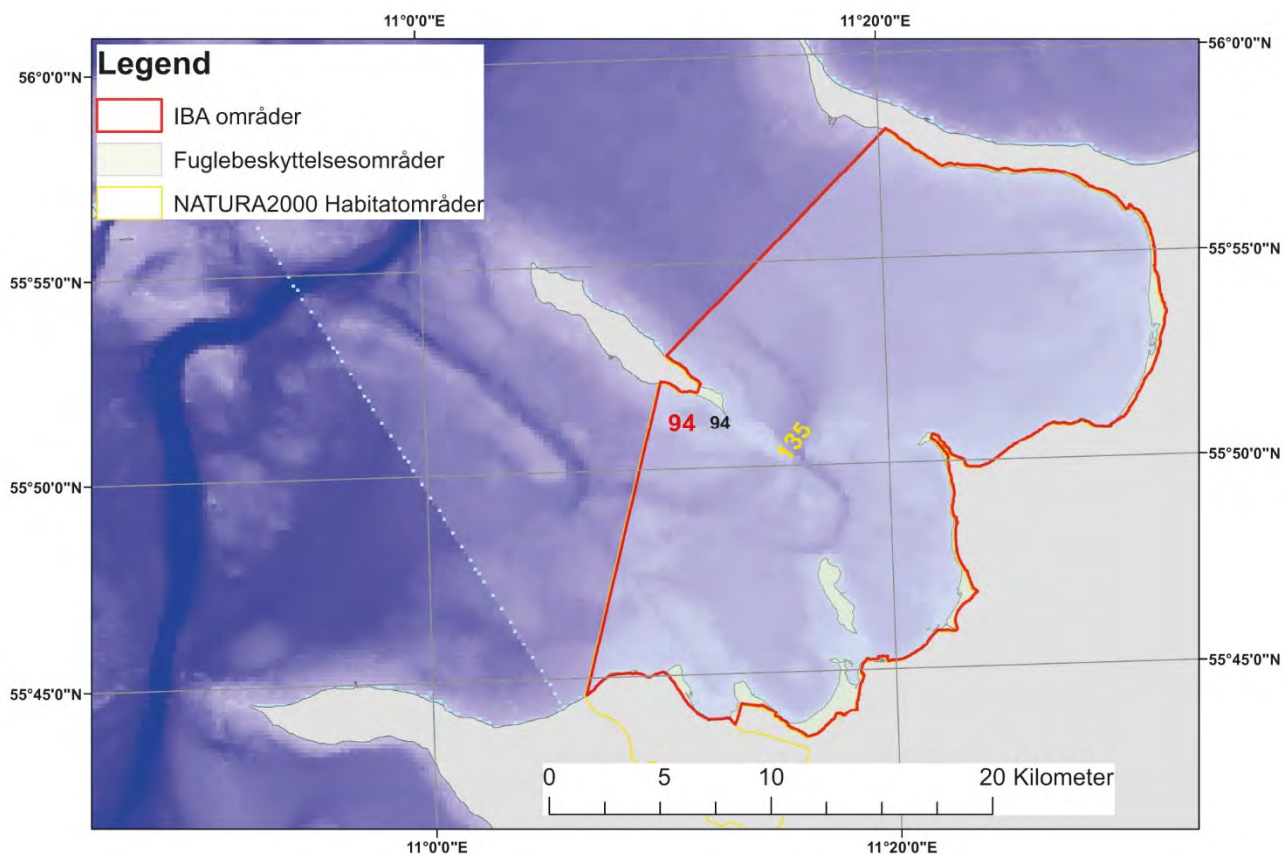 11°0'0"E 11°20'0"E
56°0'0"N 56°0'0"N
Legend
IBA områder
Fuglebeskyttelsesområder
NATURA2000 Habitatområder
55°55'0"N 55°55'0"N
94 94 135
55°50'0"N 55°50'0"N
55°45'0"N 55°45'0"N
0 5 10 20 Kilometer
11°0'0"E 11°20'0"E